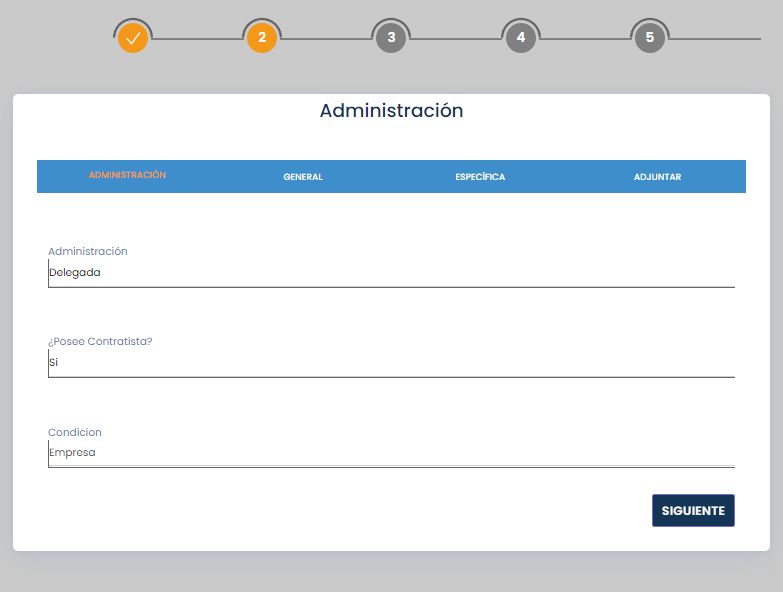 2 3 4 5
Administración
ADMINISTRACIÓN GENERAL ESPECÍFICA ADJUNTAR
Administración
Delegada
¿Posee Contratista?
Si
Condicion
Empresa
SIGUIENTE